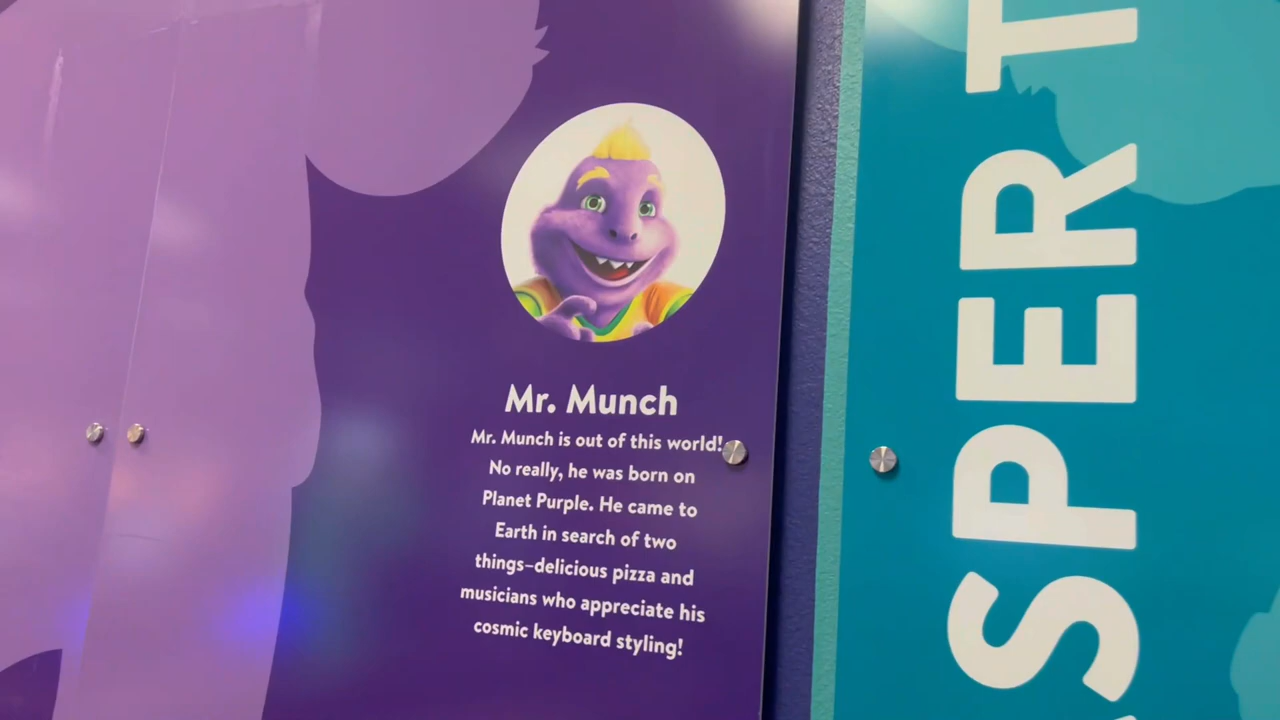 Mr. Munch
Mr. Munch is out of this world!
No really, he was born on
Planet Purple. He came to
Earth in search of two
things–delicious pizza and
musicians who appreciate his
cosmic keyboard styling!
SPER T